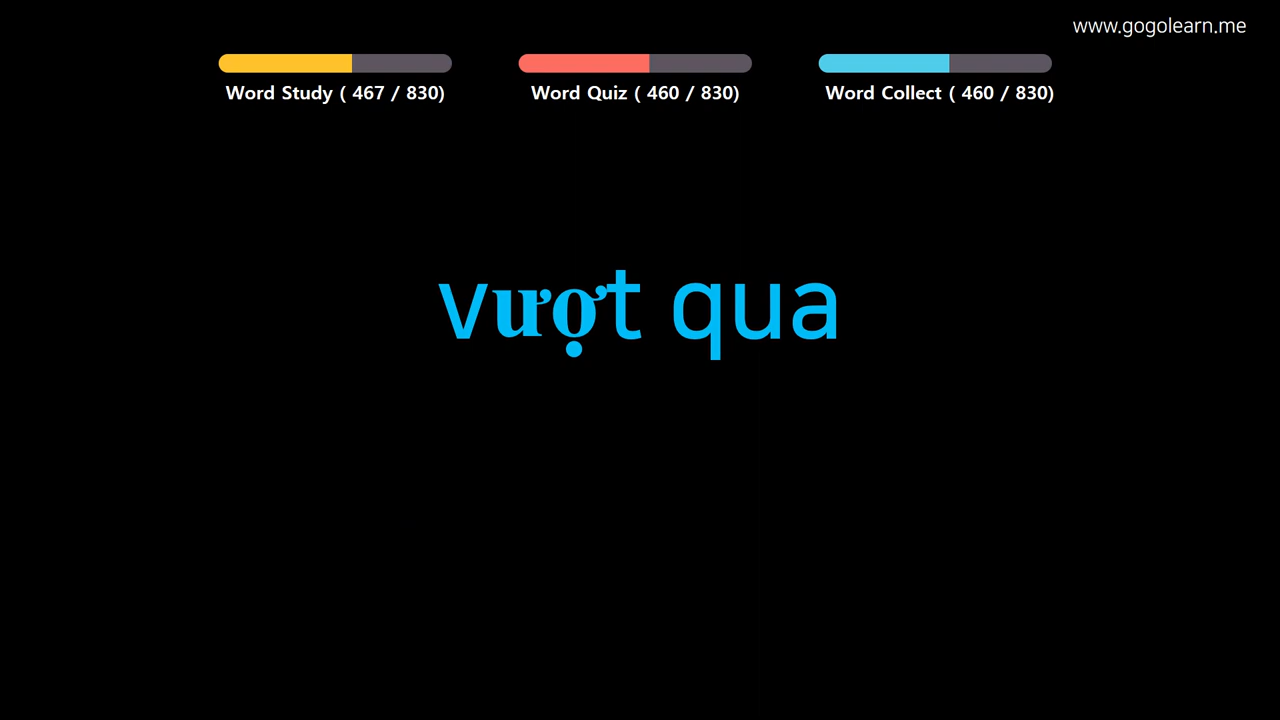 www.gogolearn.me
Word Study ( 467 / 830)
Word Quiz ( 460 / 830)
Word Collect ( 460 / 830)
vượt qua